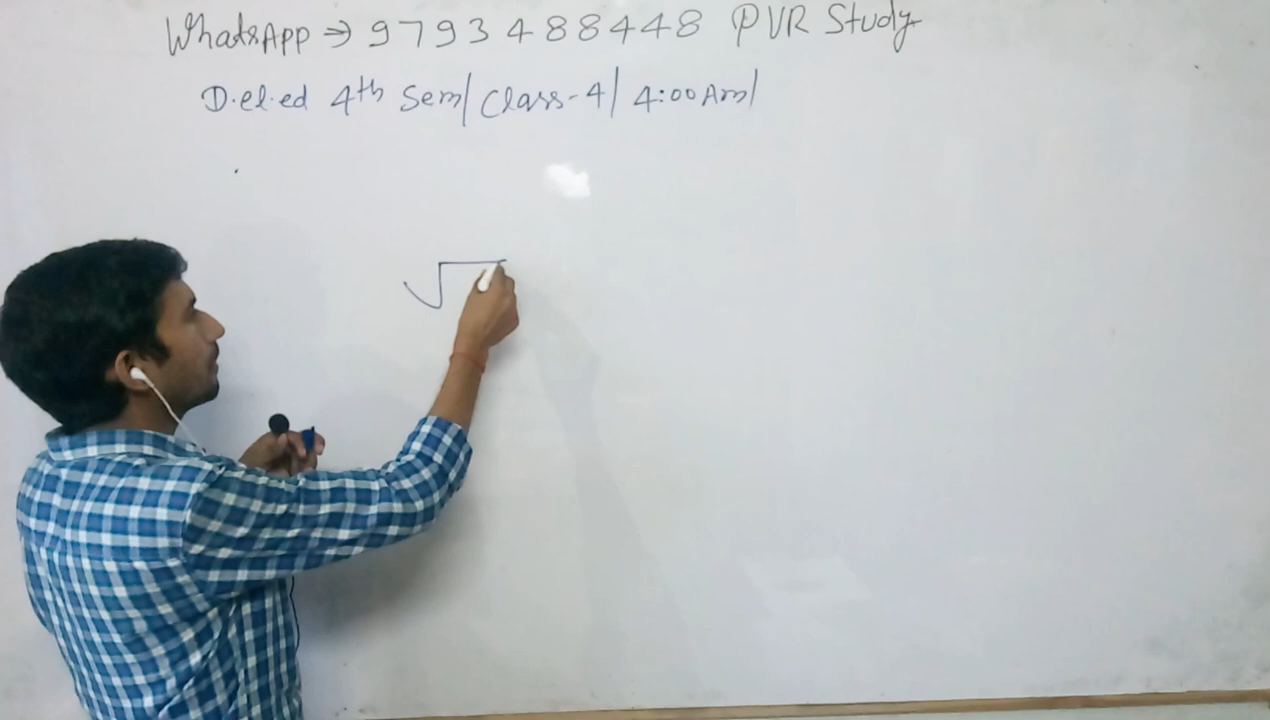 WhatsApp ⇒ 9793488448 PVR Study
D.el.ed 4th Sem/Class-4/4:00Am/
√